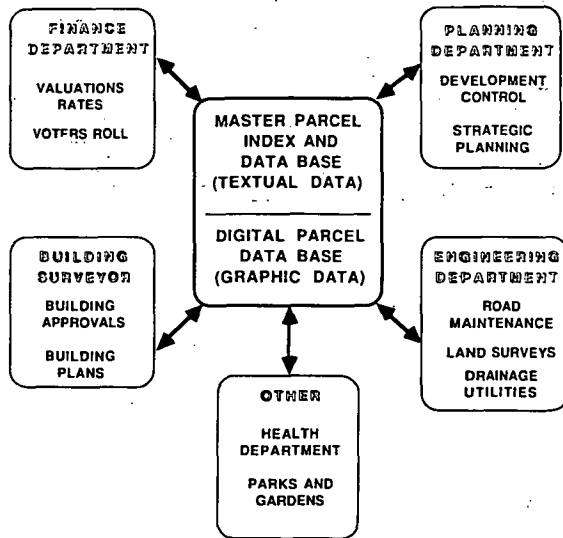 FINANCE
DEPARTMENT
VALUATIONS
RATES
VOTERS ROLL
PLANNING
DEPARTMENT
DEVELOPMENT
CONTROL
STRATEGIC
PLANNING
MASTER PARCEL
INDEX AND
DATA BASE
(TEXTUAL DATA)
DIGITAL PARCEL
DATA BASE
(GRAPHIC DATA)
BUILDING
SURVEYOR
BUILDING
APPROVALS
BUILDING
PLANS
ENGINEERING
DEPARTMENT
ROAD
MAINTENANCE
LAND SURVEYS
DRAINAGE
UTILITIES
OTHER
HEALTH
DEPARTMENT
PARKS AND
GARDENS